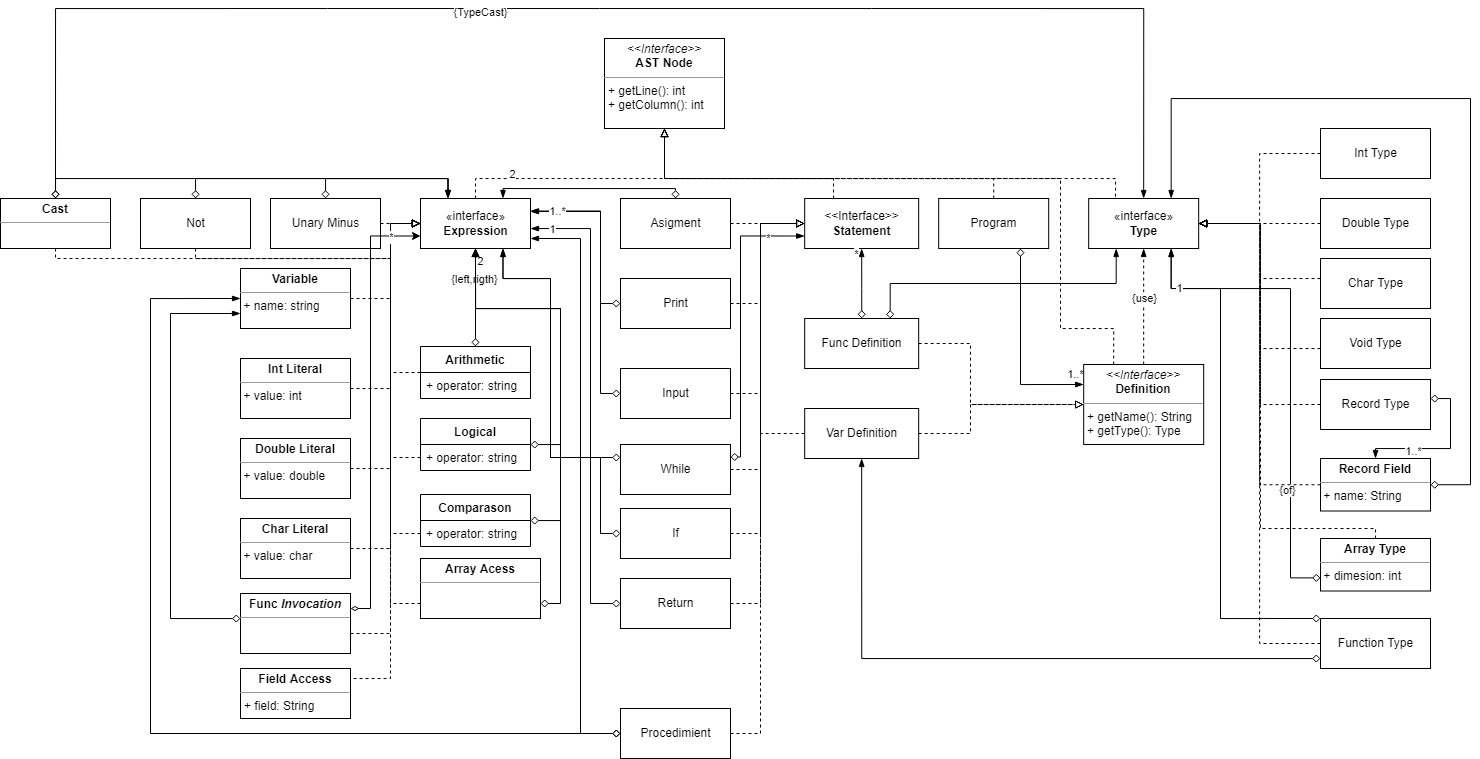 {TypeCast}
<<Interface>>
AST Node
+ getLine(): int
+ getColumn(): int
Cast
Not
Unary Minus
«interface»
Expression
2
1..*
1
*
2
{left,rigth}
Asigment
<<Interface>>
Statement
*
*
Program
«interface»
Type
{use}
1
Int Type
Double Type
Char Type
Void Type
Record Type
1..*
Record Field
+ name: String
{of}
Array Type
+ dimesion: int
Function Type
Variable
+ name: string
Int Literal
+ value: int
Double Literal
+ value: double
Char Literal
+ value: char
Func Invocation
Field Access
+ field: String
Arithmetic
+ operator: string
Logical
+ operator: string
Comparason
+ operator: string
Array Acess
Print
Input
While
If
Return
Procedimient
Func Definition
Var Definition
1..*
<<Interface>>
Definition
+ getName(): String
+ getType(): Type